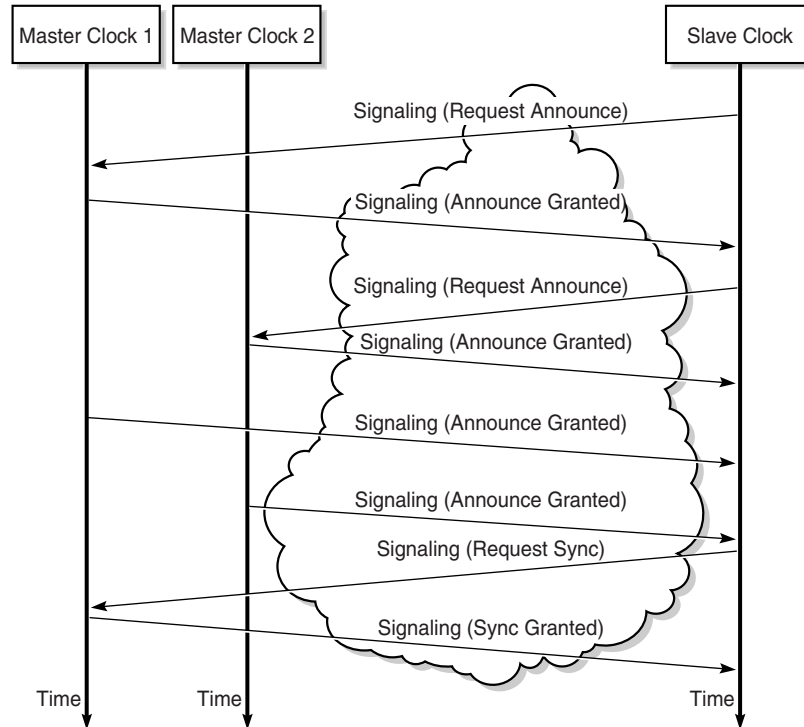 Master Clock 1
Master Clock 2
Slave Clock
Signaling (Request Announce)
Signaling (Announce Granted)
Signaling (Request Announce)
Signaling (Announce Granted)
Signaling (Announce Granted)
Signaling (Announce Granted)
Signaling (Request Sync)
Signaling (Sync Granted)
Time
Time
Time